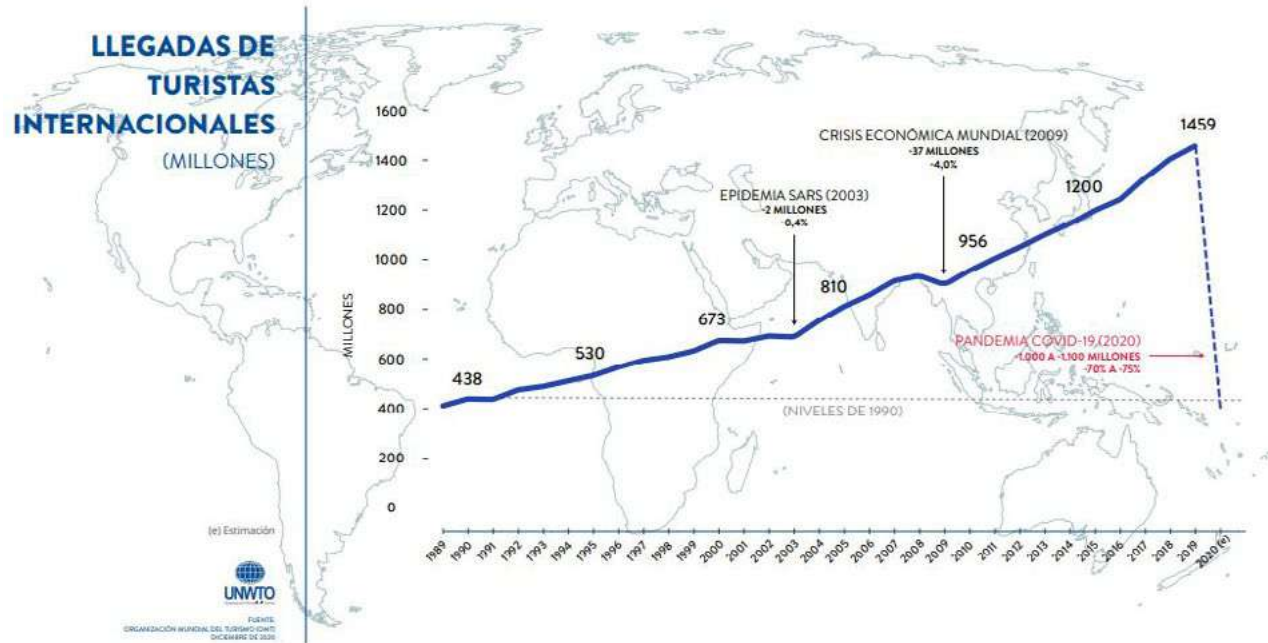 LLEGADAS DE
TURISTAS
INTERNACIONALES
(MILLONES)
1600
1400
1200
1000
800
600
400
200
0
MILLONES
438
530
673
810
956
1200
1459
EPIDEMIA SARS (2003)
-2 MILLONES
-0,4%
CRISIS ECONÓMICA MUNDIAL (2009)
-37 MILLONES
-4,0%
PANDEMIA COVID-19,(2020)
-1.000 A -1.100 MILLONES
-70% A -75%
(NIVELES DE 1990)
1989 1990 1991 1992 1993 1994 1995 1996 1997 1998 1999 2000 2001 2002 2003 2004 2005 2006 2007 2008 2009 2010 2011 2012 2013 2014 2015 2016 2017 2018 2019 2020 (e)
(e) Estimación
UNWTO
FUENTE:
ORGANIZACIÓN MUNDIAL DEL TURISMO (OMT)
DICIEMBRE DE 2020